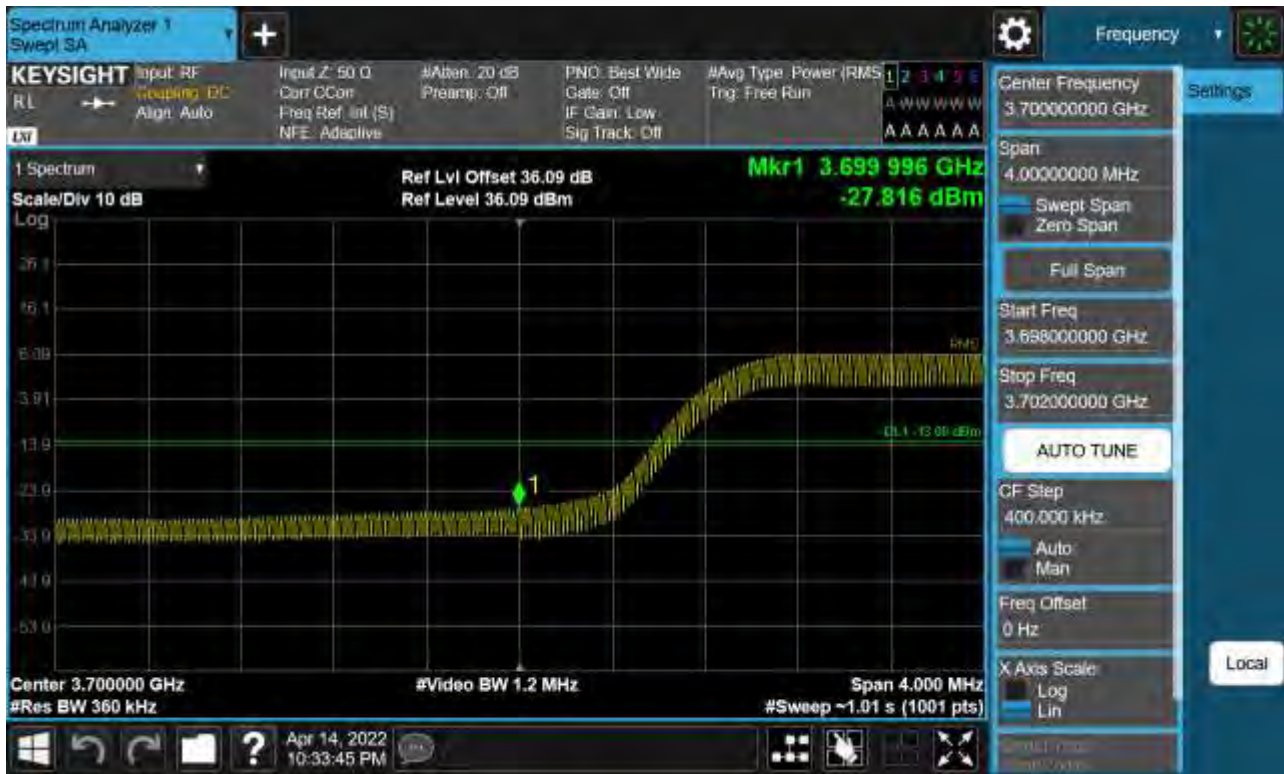 Spectrum Analyzer 1
Swept SA
Frequency
KEYSIGHT
RL
Input: RF
Coupling: DC
Align: Auto
Input Z: 50 Ω
Corr CCorr
Freq Ref: Int (S)
NFE: Adaptive
#Atten: 20 dB
Preamp: Off
PNO: Best Wide
Gate: Off
IF Gain: Low
Sig Track: Off
#Avg Type: Power (RMS
Trig: Free Run
1 2 3 4 5 6
A W W W W W
A A A A A A
1 Spectrum
Scale/Div 10 dB
Log
Ref Lvl Offset 36.09 dB
Ref Level 36.09 dBm
Mkr1 3.699 996 GHz
-27.816 dBm
26.1
16.1
6.09
-3.91
-13.9
-23.9
-33.9
-43.9
-53.9
RMS
DL1 -13.00 dBm
1
Center 3.700000 GHz
#Res BW 360 kHz
#Video BW 1.2 MHz
Span 4.000 MHz
#Sweep ~1.01 s (1001 pts)
?
Apr 14, 2022
10:33:45 PM
Center Frequency
3.700000000 GHz
Settings
Span
4.00000000 MHz
Swept Span
Zero Span
Full Span
Start Freq
3.698000000 GHz
Stop Freq
3.702000000 GHz
AUTO TUNE
CF Step
400.000 kHz
Auto
Man
Freq Offset
0 Hz
X Axis Scale
Log
Lin
Local